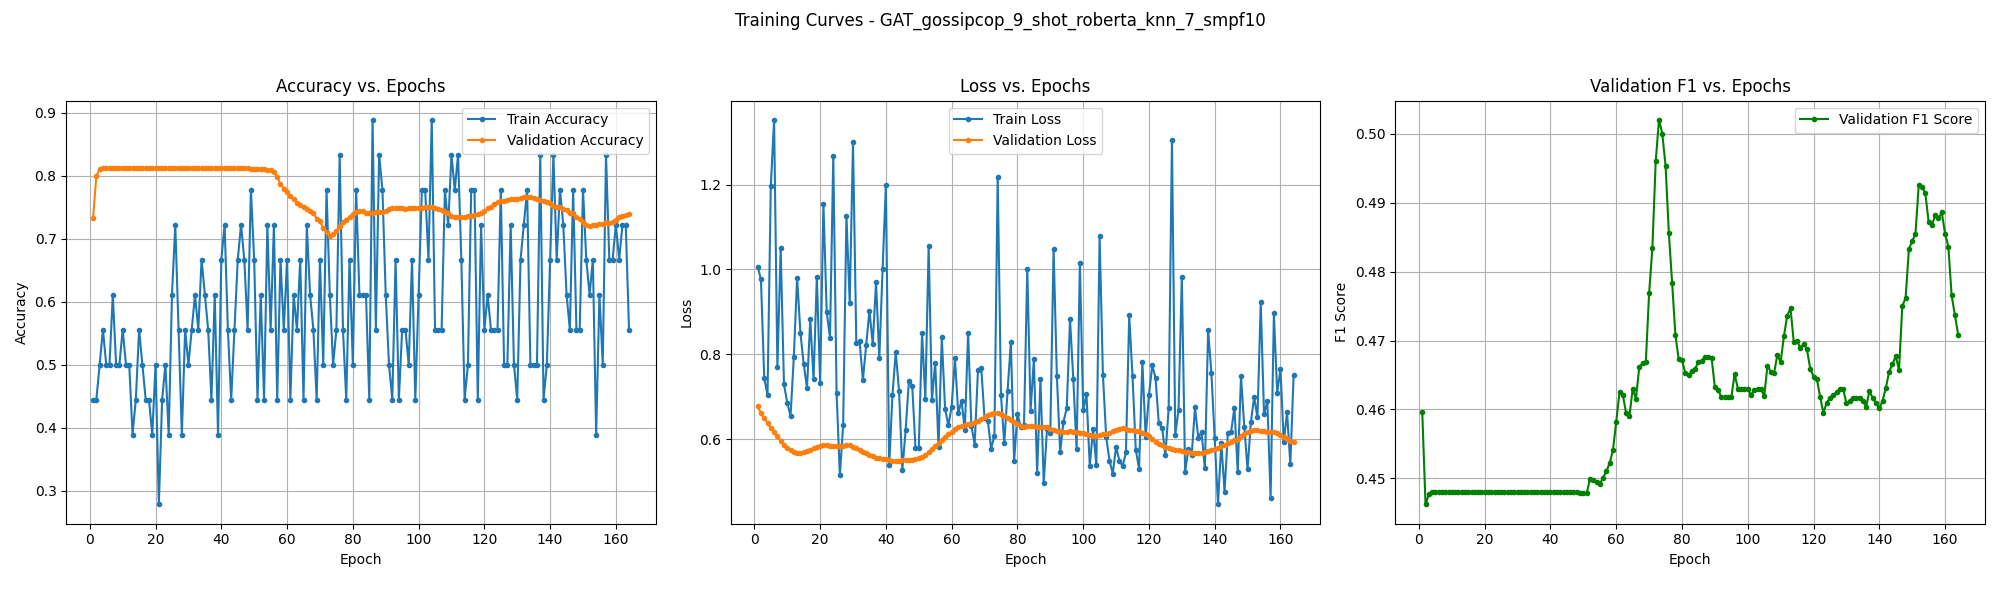 Training Curves - GAT_gossipcop_9_shot_roberta_knn_7_smpf10
Accuracy vs. Epochs
Train Accuracy
Validation Accuracy
Accuracy
0.9
0.8
0.7
0.6
0.5
0.4
0.3
0 20 40 60 80 100 120 140 160
Epoch
Loss vs. Epochs
Train Loss
Validation Loss
Loss
1.2
1.0
0.8
0.6
0 20 40 60 80 100 120 140 160
Epoch
Validation F1 vs. Epochs
Validation F1 Score
F1 Score
0.50
0.49
0.48
0.47
0.46
0.45
0 20 40 60 80 100 120 140 160
Epoch